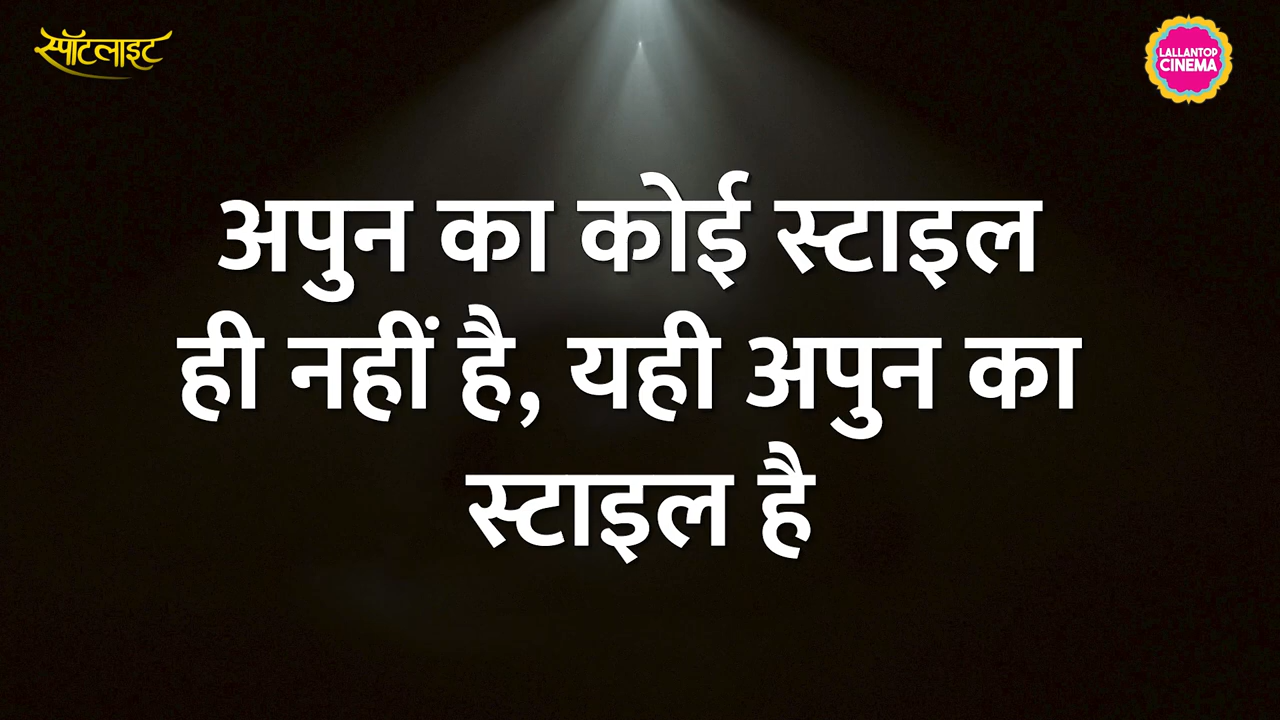 स्पॉटलाइट
LALLANTOP
CINEMA
अपुन का कोई स्टाइल
ही नहीं है, यही अपुन का
स्टाइल है